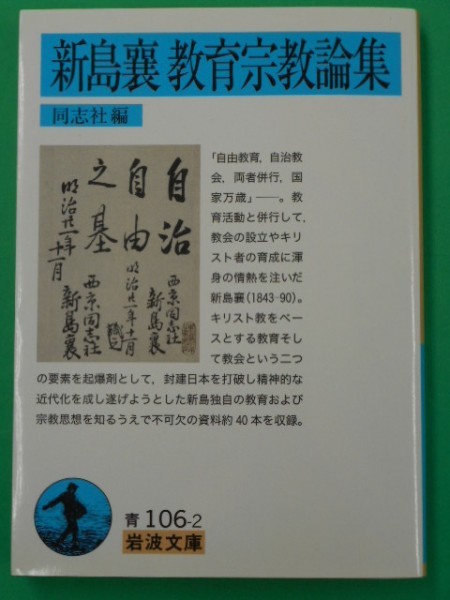 新島襄 教育宗教論集
同志社編
自治
自由
之基
明治廿一年
十一月
西京同志社
新島襄
明治廿一年十一月
西京同志社
新島襄
「自由教育，自治教
会，両者併行，国
家万歳」――。教
育活動と併行して，
教会の設立やキリ
スト者の育成に渾
身の情熱を注いだ
新島襄(1843-90)。
キリスト教をベー
スとする教育そし
て教会という二つ
の要素を起爆剤として，封建日本を打破し精神的な
近代化を成し遂げようとした新島独自の教育および
宗教思想を知るうえで不可欠の資料約40本を収録。
青 106-2
岩波文庫